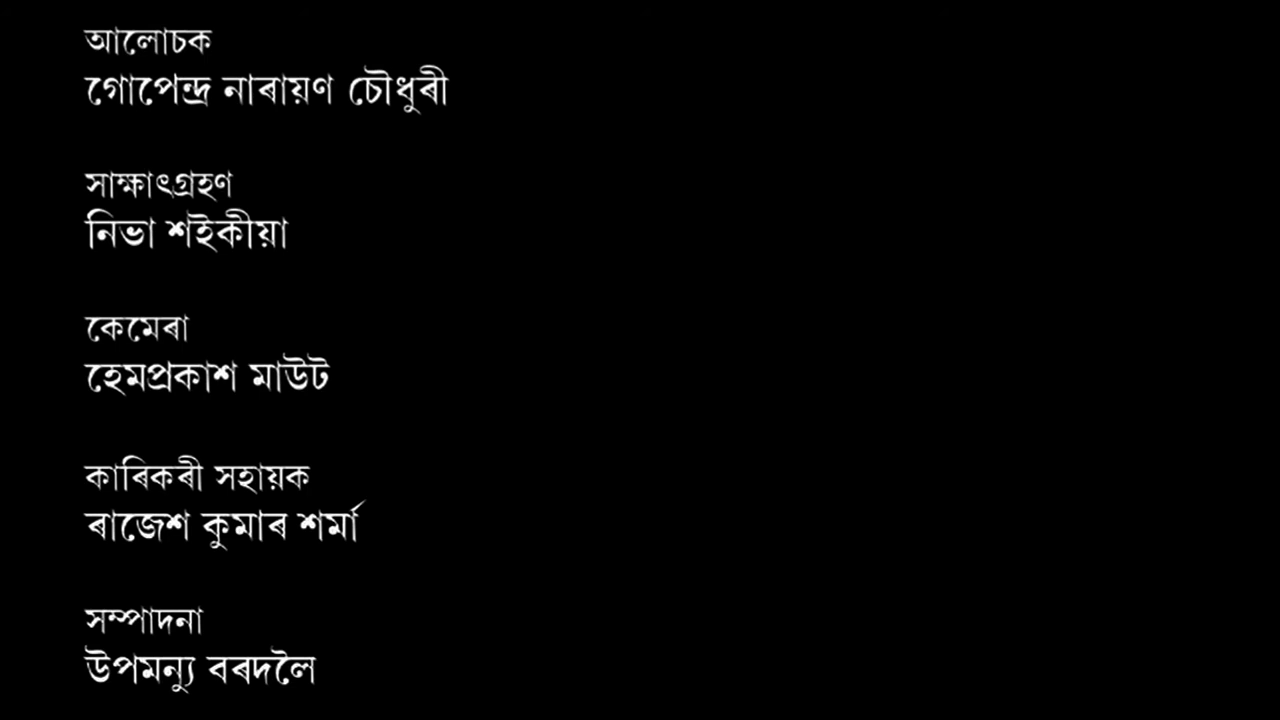 আলোচক
গোপেন্দ্ৰ নাৰায়ণ চৌধুৰী
সাক্ষাৎগ্ৰহণ
নিভা শইকীয়া
কেমেৰা
হেমপ্ৰকাশ মাউট
কাৰিকৰী সহায়ক
ৰাজেশ কুমাৰ শৰ্মা
সম্পাদনা
উপমন্যু বৰদলৈ